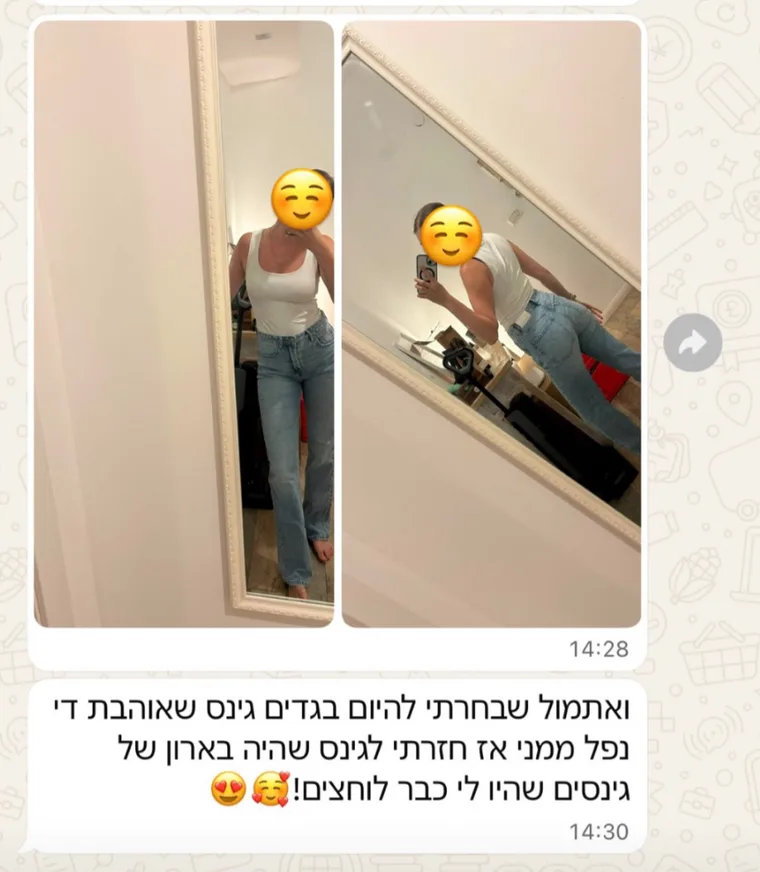 14:28
ואתמול שבחרתי להיום בגדים גינס שאוהבת די
נפל ממני אז חזרתי לגינס שהיה בארון של
גינסים שהיו לי כבר לוחצים!🥰😍
14:30